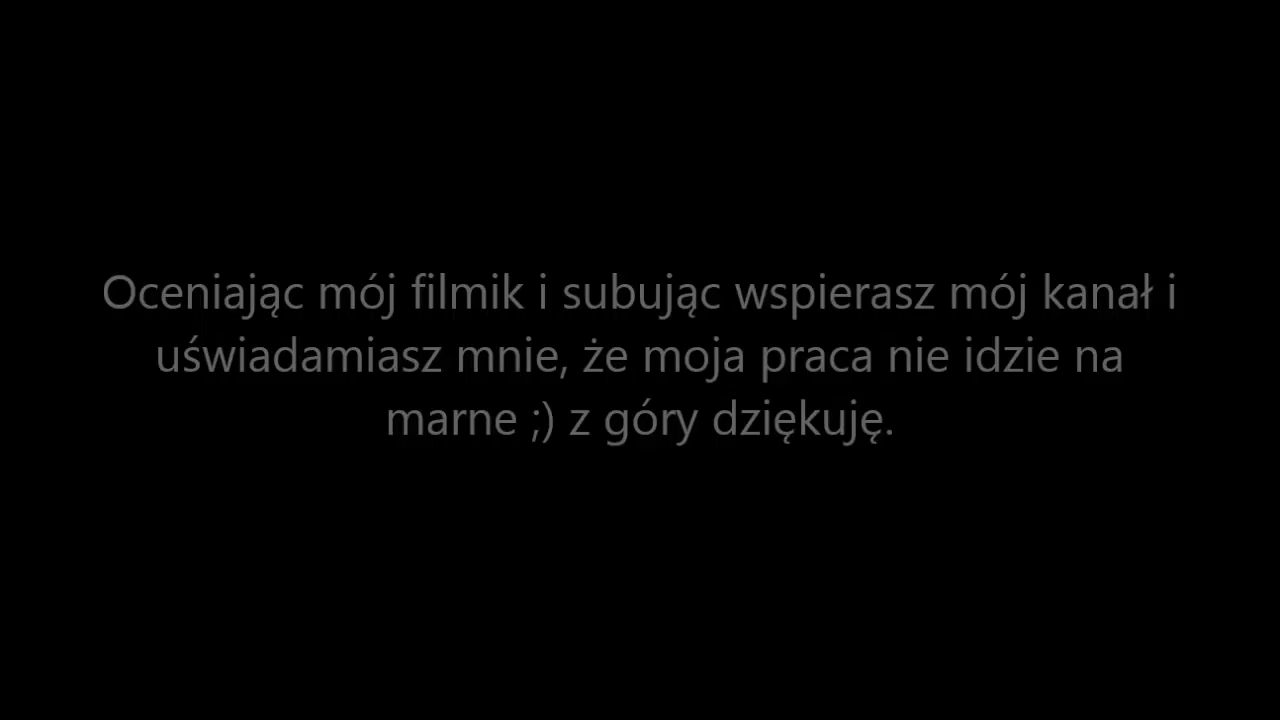 Oceniając mój filmik i subując wspierasz mój kanał i
uświadamiasz mnie, że moja praca nie idzie na
marne ;) z góry dziękuję.